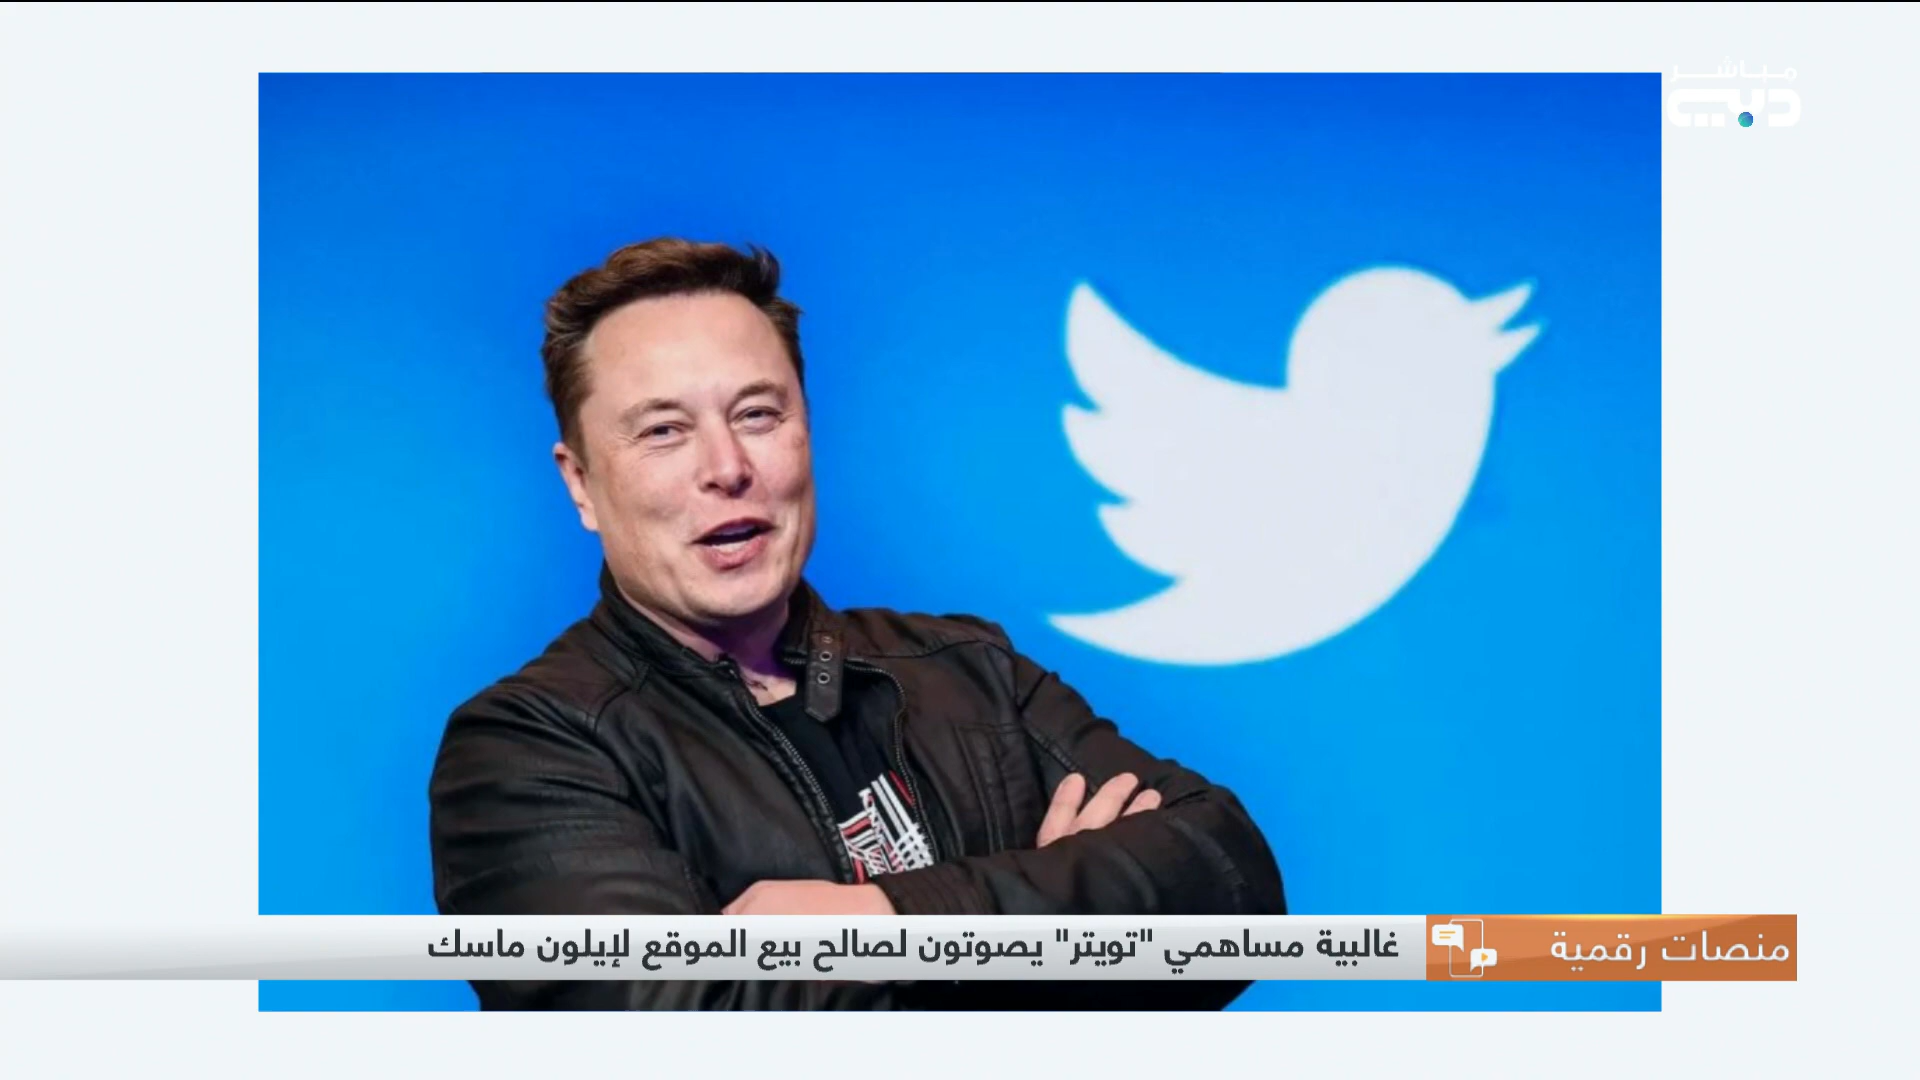 مباشر
دبي
منصات رقمية
غالبية مساهمي "تويتر" يصوتون لصالح بيع الموقع لإيلون ماسك